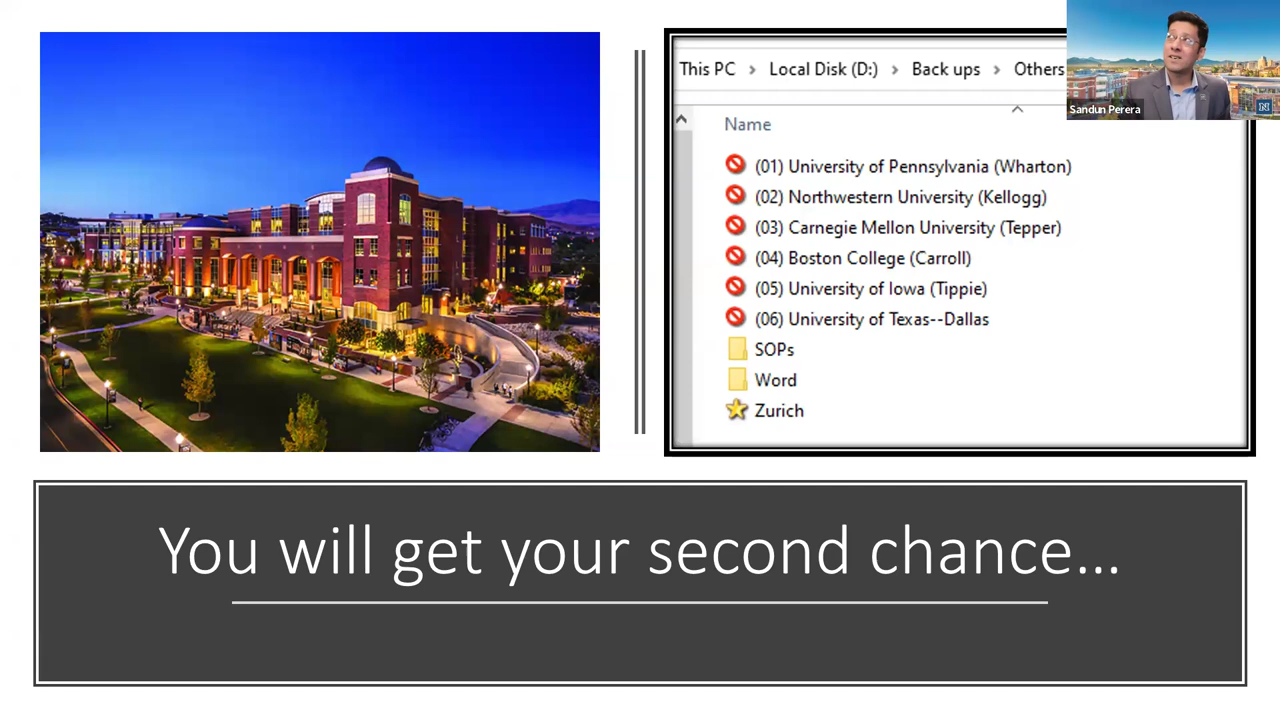 This PC > Local Disk (D:) > Back ups > Others
Sandun Perera
N
Name
(01) University of Pennsylvania (Wharton)
(02) Northwestern University (Kellogg)
(03) Carnegie Mellon University (Tepper)
(04) Boston College (Carroll)
(05) University of Iowa (Tippie)
(06) University of Texas--Dallas
SOPs
Word
Zurich
You will get your second chance...